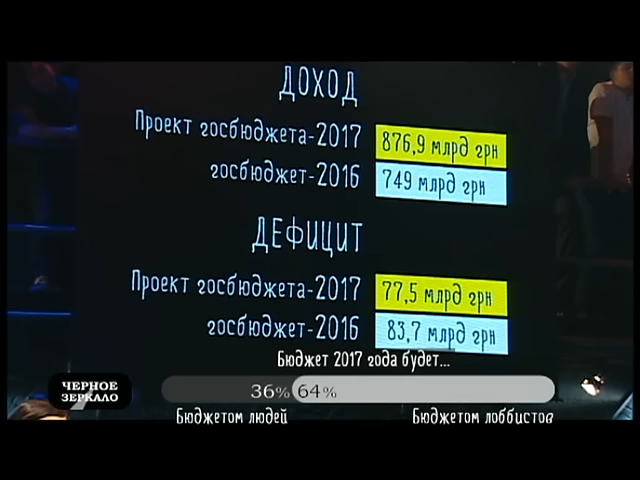 ДОХОД
Проект госбюджета-2017 876,9 млрд грн
госбюджет-2016 749 млрд грн
ДЕФИЦИТ
Проект госбюджета-2017 77,5 млрд грн
госбюджет-2016 83,7 млрд грн
Бюджет 2017 года будет...
ЧЕРНОЕ
ЗЕРКАЛО
36% 64%
Бюджетом людей Бюджетом лоббистов